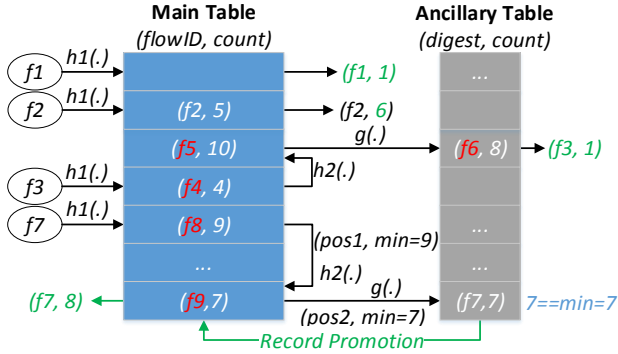 Main Table Ancillary Table
(flowID, count) (digest, count)
f1 h1(.) (f1, 1) ...
f2 h1(.) (f2, 5) (f2, 6)
g(.)
(f5, 10) (f6, 8) (f3, 1)
h2(.)
f3 h1(.) (f4, 4)
f7 h1(.) (f8, 9) ...
(pos1, min=9)
... h2(.) ...
g(.)
(f7, 8) (f9,7) (f7,7) 7==min=7
(pos2, min=7)
Record Promotion